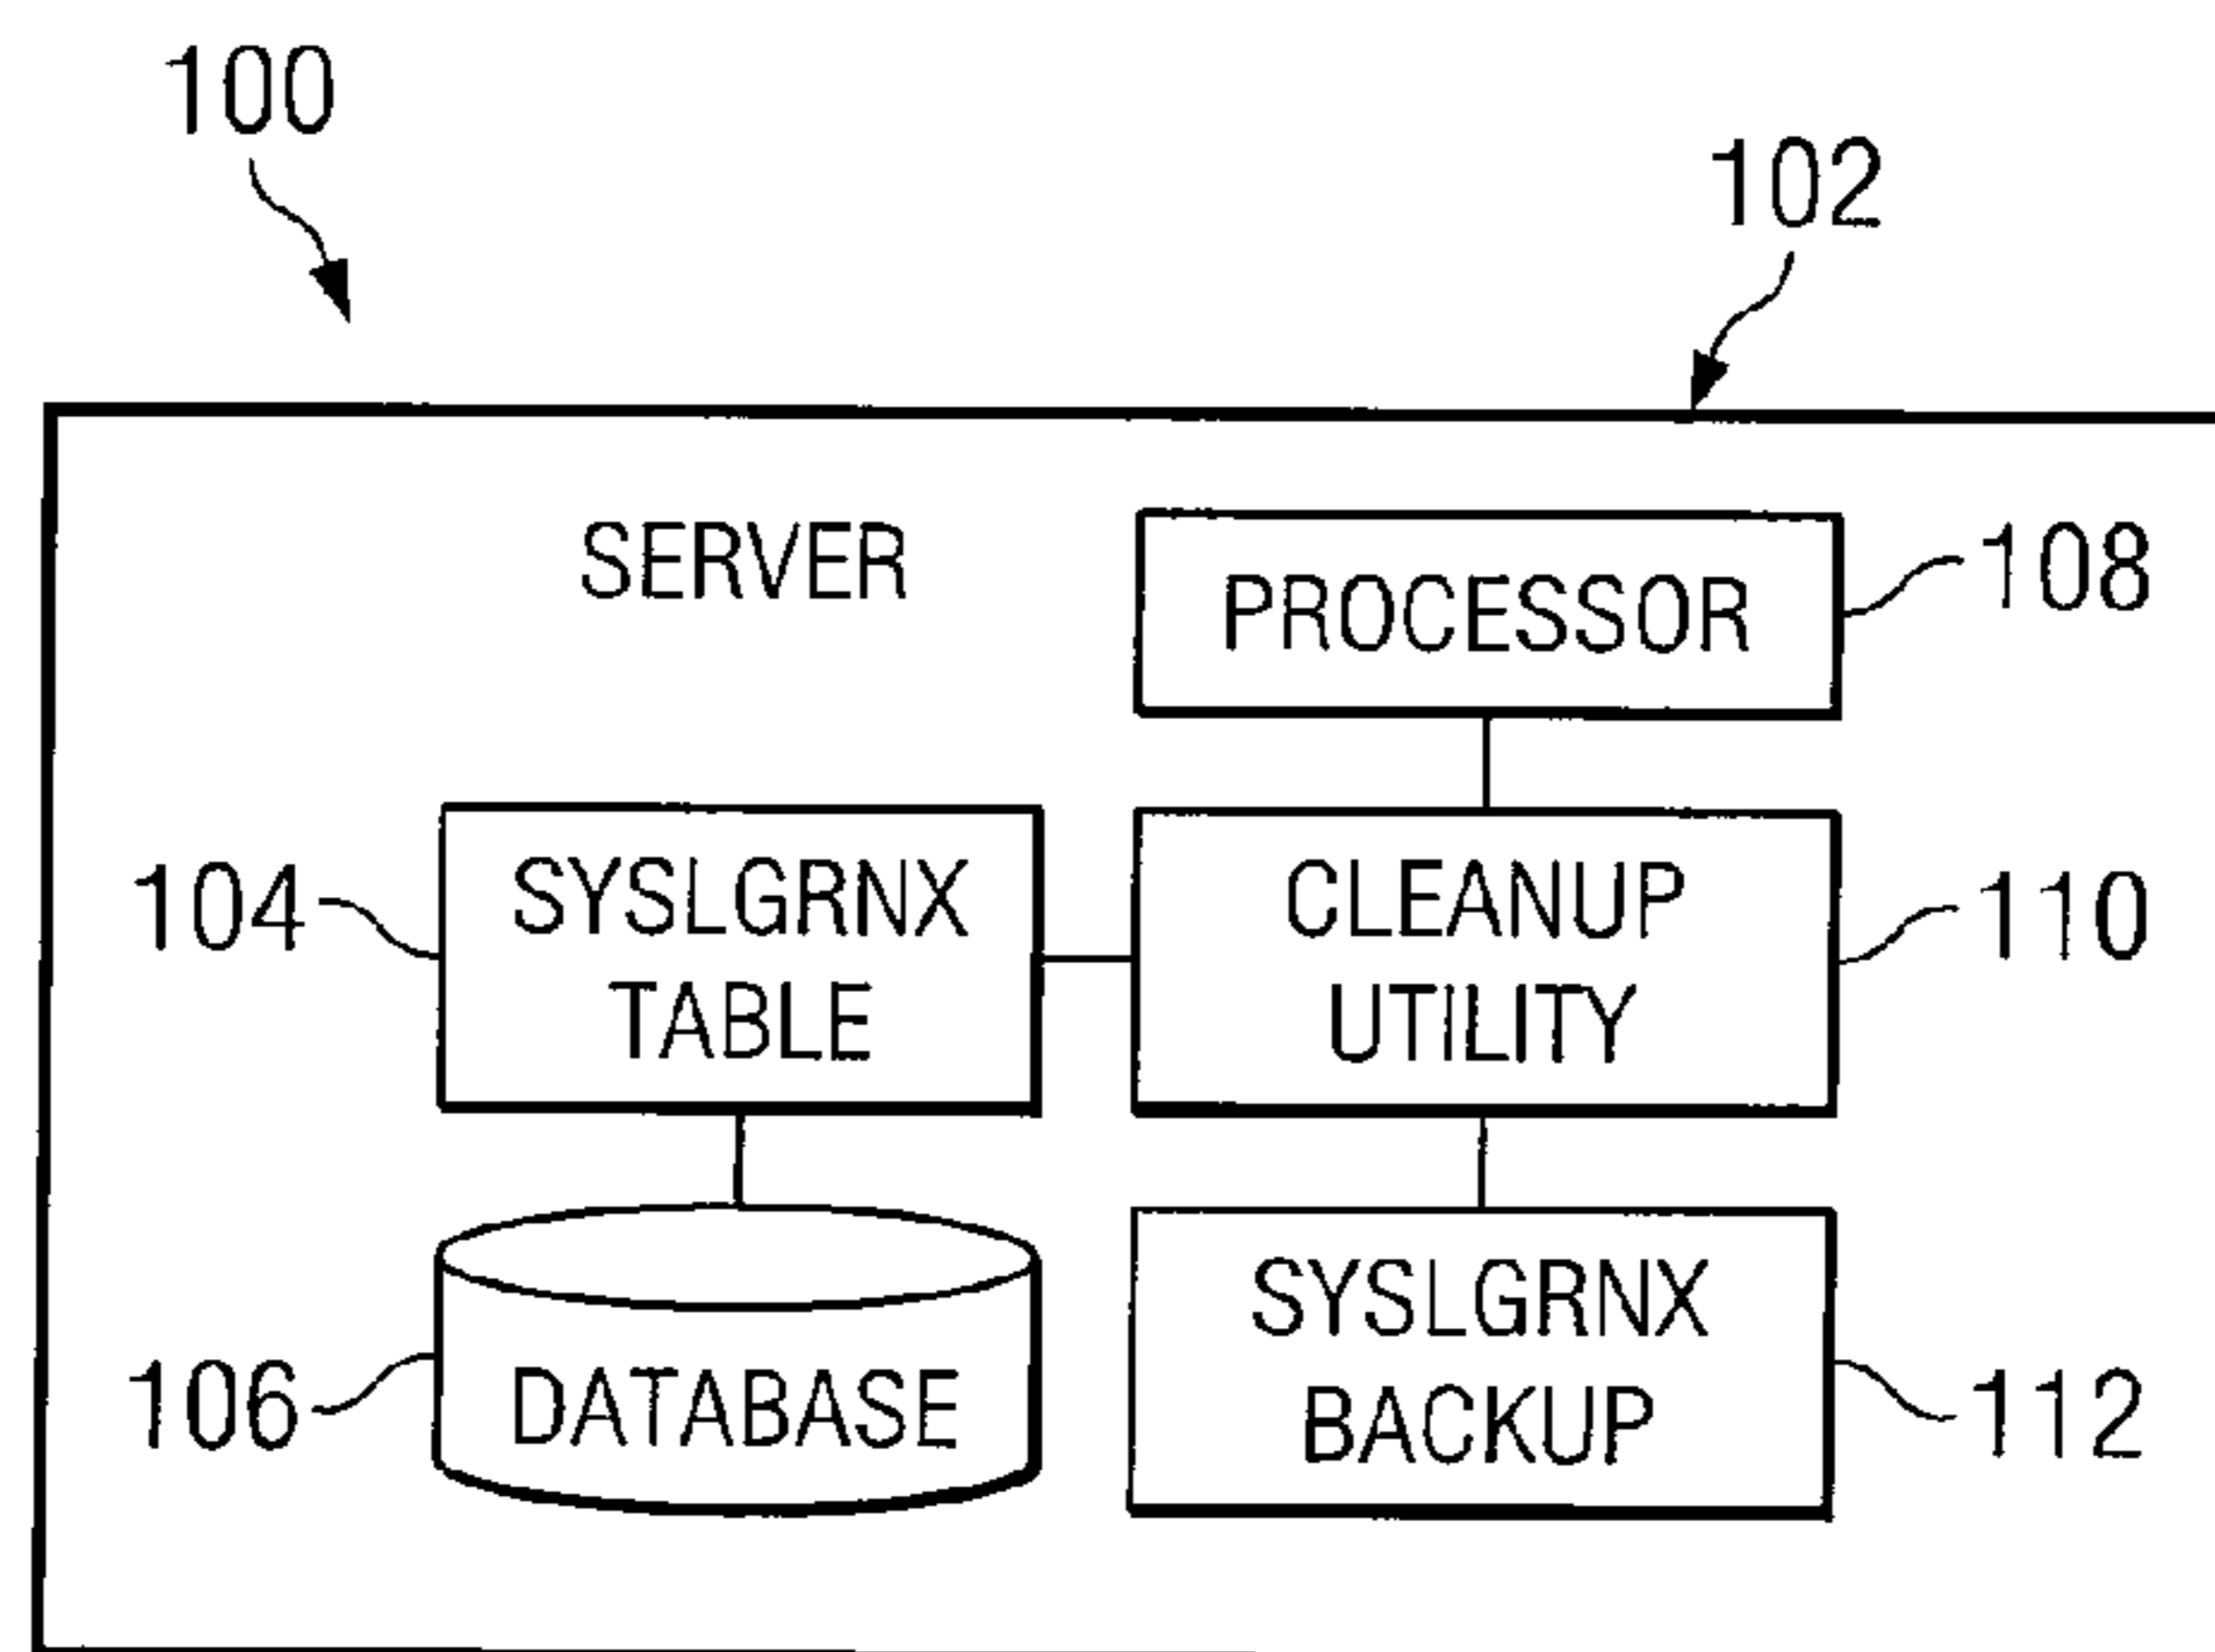 100
102
SERVER
PROCESSOR
108
104
SYSLGRNX
TABLE
CLEANUP
UTILITY
110
106
DATABASE
SYSLGRNX
BACKUP
112